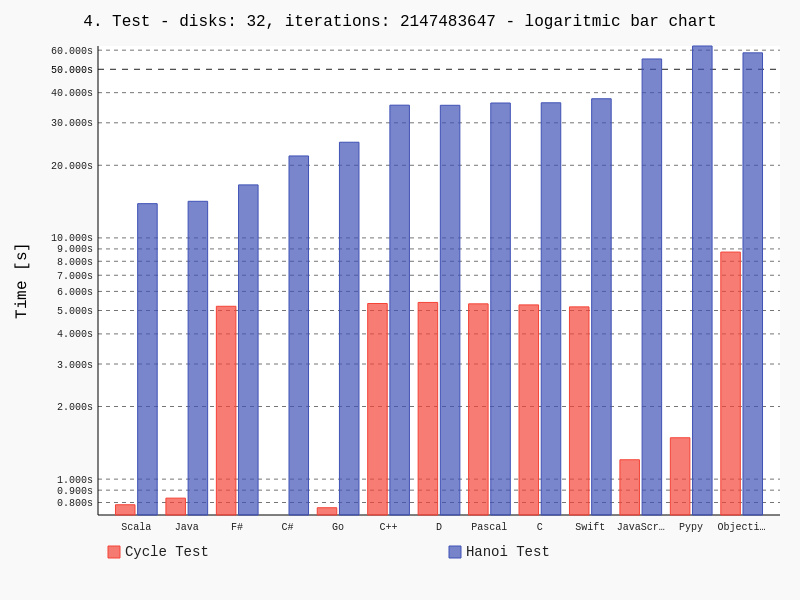 4. Test - disks: 32, iterations: 2147483647 - logaritmic bar chart
60.000s
50.000s
40.000s
30.000s
20.000s
10.000s
9.000s
8.000s
7.000s
6.000s
5.000s
4.000s
3.000s
2.000s
1.000s
0.900s
0.800s
Time [s]
Scala Java F# C# Go C++ D Pascal C Swift JavaScr… Pypy Objecti…
Cycle Test Hanoi Test